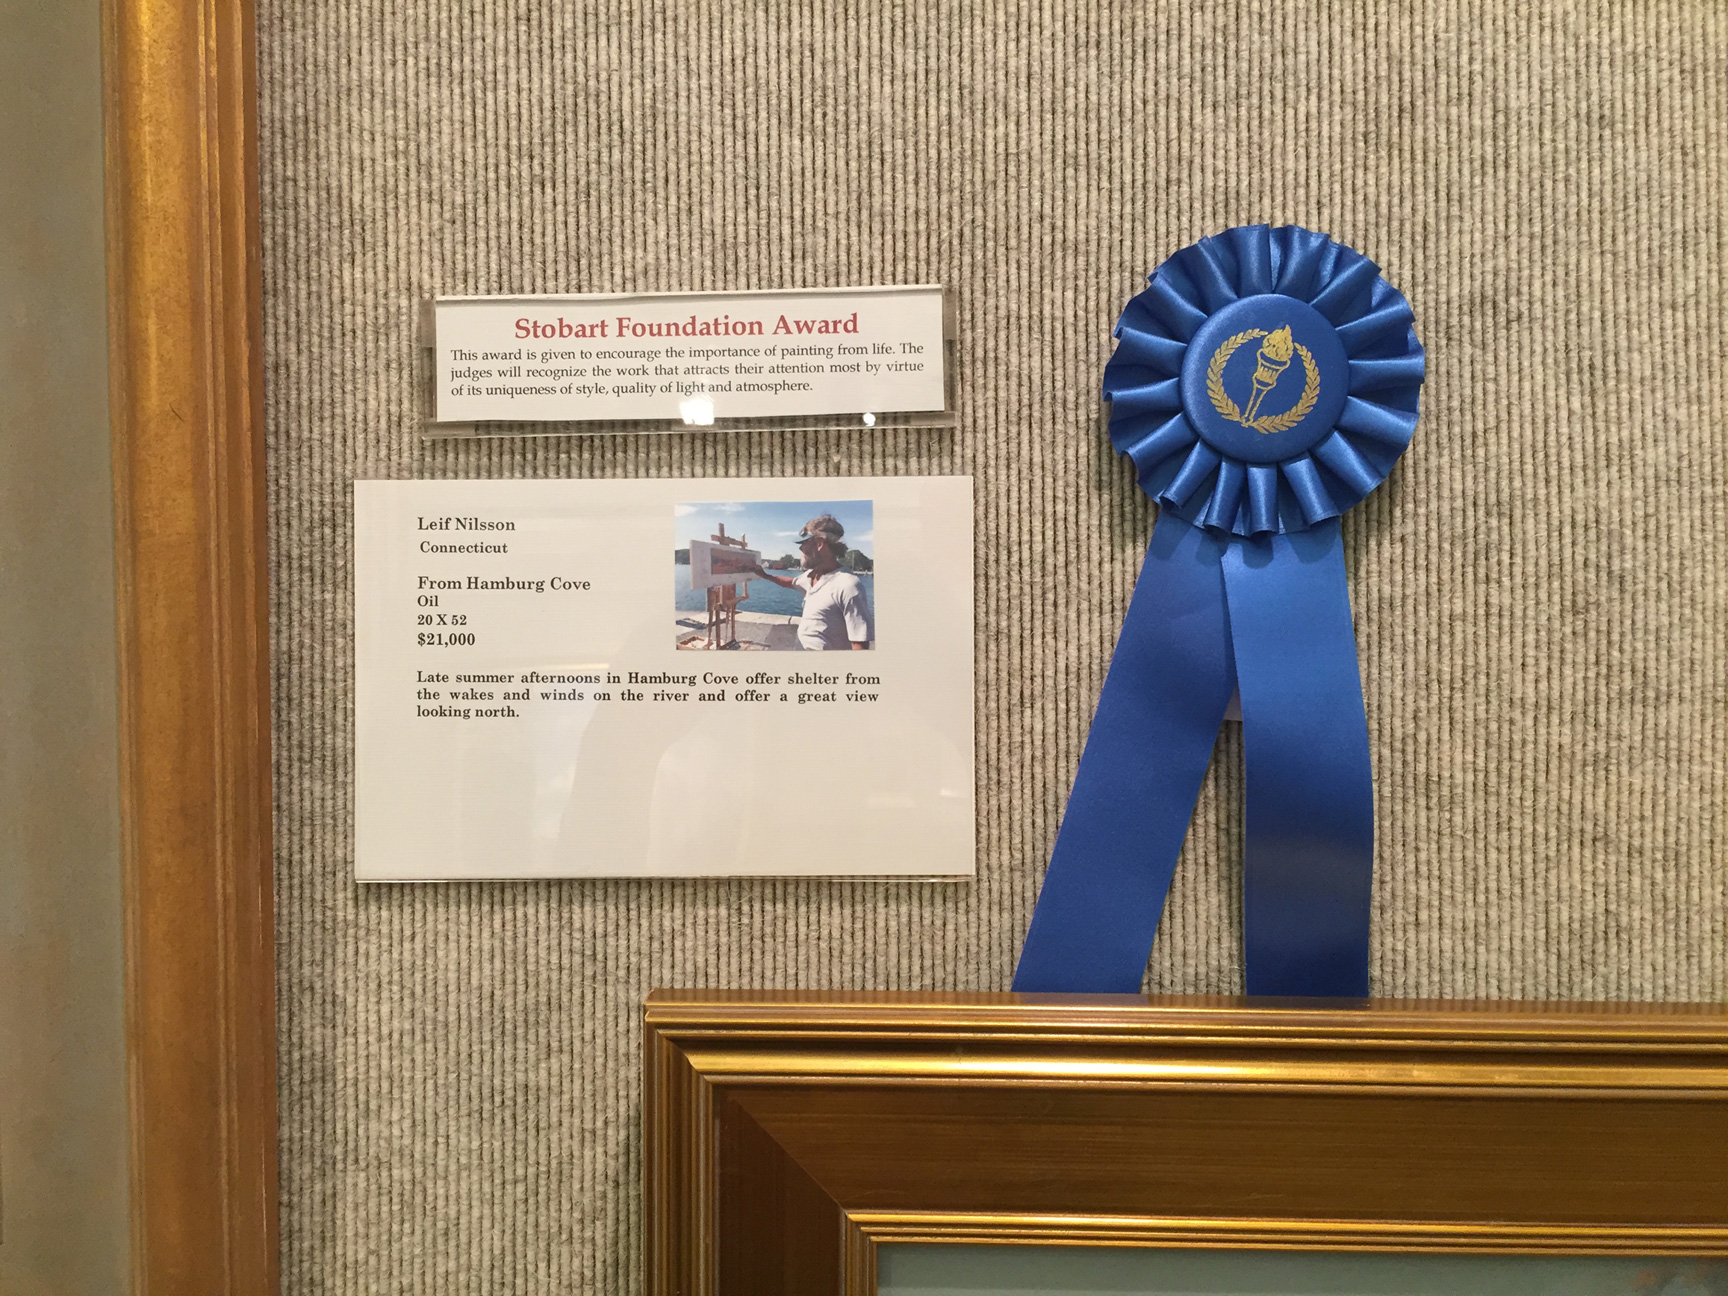 Stobart Foundation Award
This award is given to encourage the importance of painting from life. The
judges will recognize the work that attracts their attention most by virtue
of its uniqueness of style, quality of light and atmosphere.
Leif Nilsson
Connecticut
From Hamburg Cove
Oil
20 X 52
$21,000
Late summer afternoons in Hamburg Cove offer shelter from
the wakes and winds on the river and offer a great view
looking north.